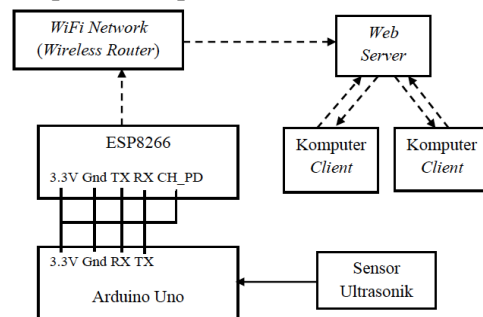 WiFi Network
(Wireless Router)
Web
Server
ESP8266
3.3V Gnd TX RX CH_PD
Komputer
Client
Komputer
Client
3.3V Gnd RX TX
Arduino Uno
Sensor
Ultrasonik